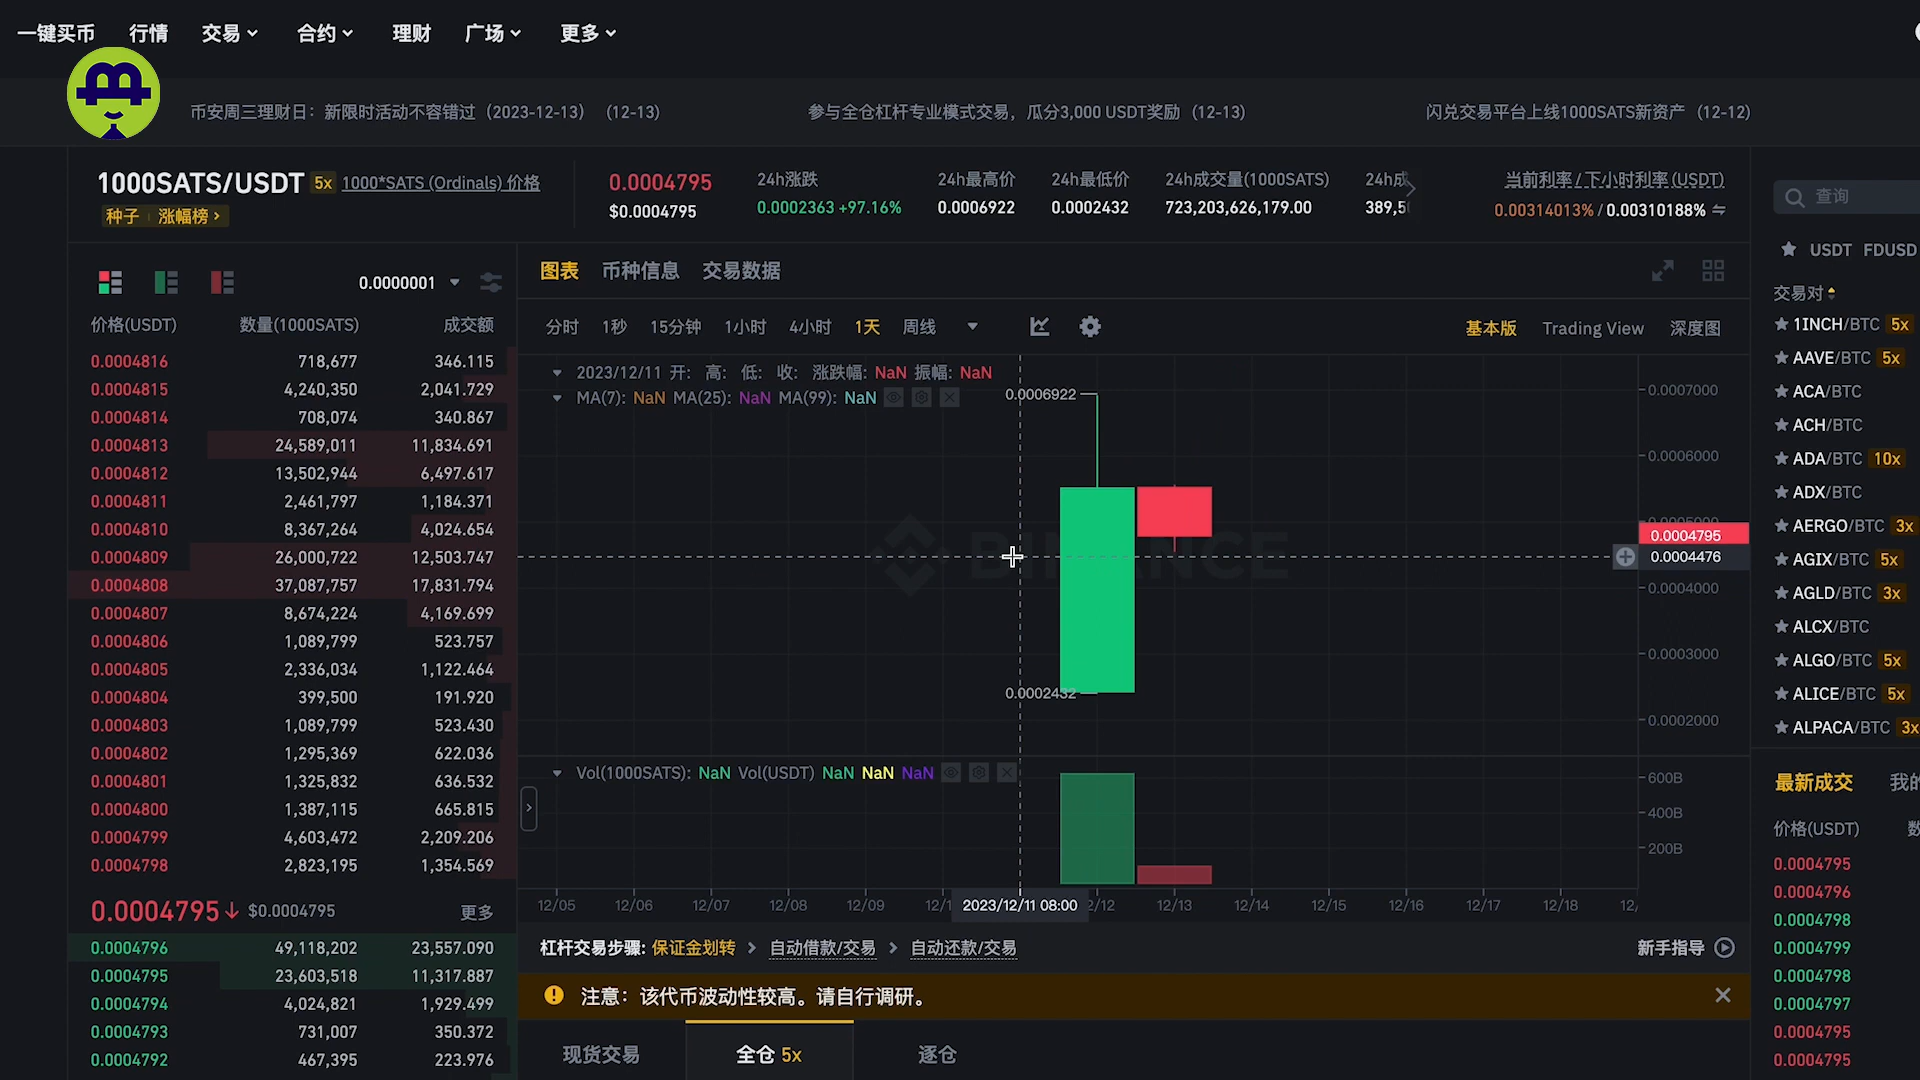 一键买币 行情 交易 合约 理财 广场 更多
币安周三理财日：新限时活动不容错过（2023-12-13） (12-13) 参与全仓杠杆专业模式交易，瓜分3,000 USDT奖励 (12-13) 闪兑交易平台上线1000SATS新资产 (12-12)
1000SATS/USDT 5x 1000*SATS (Ordinals) 价格
种子 涨幅榜
0.0004795
$0.0004795
24h涨跌
0.0002363 +97.16%
24h最高价
0.0006922
24h最低价
0.0002432
24h成交量(1000SATS)
723,203,626,179.00
24h成
389,5
当前利率 / 下小时利率 (USDT)
0.00314013% / 0.00310188%
查询
USDT FDUSD
交易对
1INCH/BTC 5x
AAVE/BTC 5x
ACA/BTC
ACH/BTC
ADA/BTC 10x
ADX/BTC
AERGO/BTC 3x
AGIX/BTC 5x
AGLD/BTC 3x
ALCX/BTC
ALGO/BTC 5x
ALICE/BTC 5x
ALPACA/BTC 3x
0.0000001
价格(USDT) 数量(1000SATS) 成交额
0.0004816 718,677 346.115
0.0004815 4,240,350 2,041.729
0.0004814 708,074 340.867
0.0004813 24,589,011 11,834.691
0.0004812 13,502,944 6,497.617
0.0004811 2,461,797 1,184.371
0.0004810 8,367,264 4,024.654
0.0004809 26,000,722 12,503.747
0.0004808 37,087,757 17,831.794
0.0004807 8,674,224 4,169.699
0.0004806 1,089,799 523.757
0.0004805 2,336,034 1,122.464
0.0004804 399,500 191.920
0.0004803 1,089,799 523.430
0.0004802 1,295,369 622.036
0.0004801 1,325,832 636.532
0.0004800 1,387,115 665.815
0.0004799 4,603,472 2,209.206
0.0004798 2,823,195 1,354.569
0.0004795 $0.0004795 更多
0.0004796 49,118,202 23,557.090
0.0004795 23,603,518 11,317.887
0.0004794 4,024,821 1,929.499
0.0004793 731,007 350.372
0.0004792 467,395 223.976
图表 币种信息 交易数据
分时 1秒 15分钟 1小时 4小时 1天 周线
基本版 Trading View 深度图
2023/12/11 开: 高: 低: 收: 涨跌幅: NaN 振幅: NaN
MA(7): NaN MA(25): NaN MA(99): NaN
0.0006922
0.0002432
BINANCE
0.0007000
0.0006000
0.0005000
0.0004795
0.0004476
0.0004000
0.0003000
0.0002000
Vol(1000SATS): NaN Vol(USDT) NaN NaN NaN
600B
400B
200B
12/05 12/06 12/07 12/08 12/09 2023/12/11 08:00 12/13 12/14 12/15 12/16 12/17 12/18
杠杆交易步骤: 保证金划转 自动借款/交易 自动还款/交易
新手指导
注意：该代币波动性较高。请自行调研。
现货交易 全仓 5x 逐仓
最新成交 我的
价格(USDT) 数
0.0004795
0.0004796
0.0004798
0.0004799
0.0004798
0.0004797
0.0004795
0.0004795